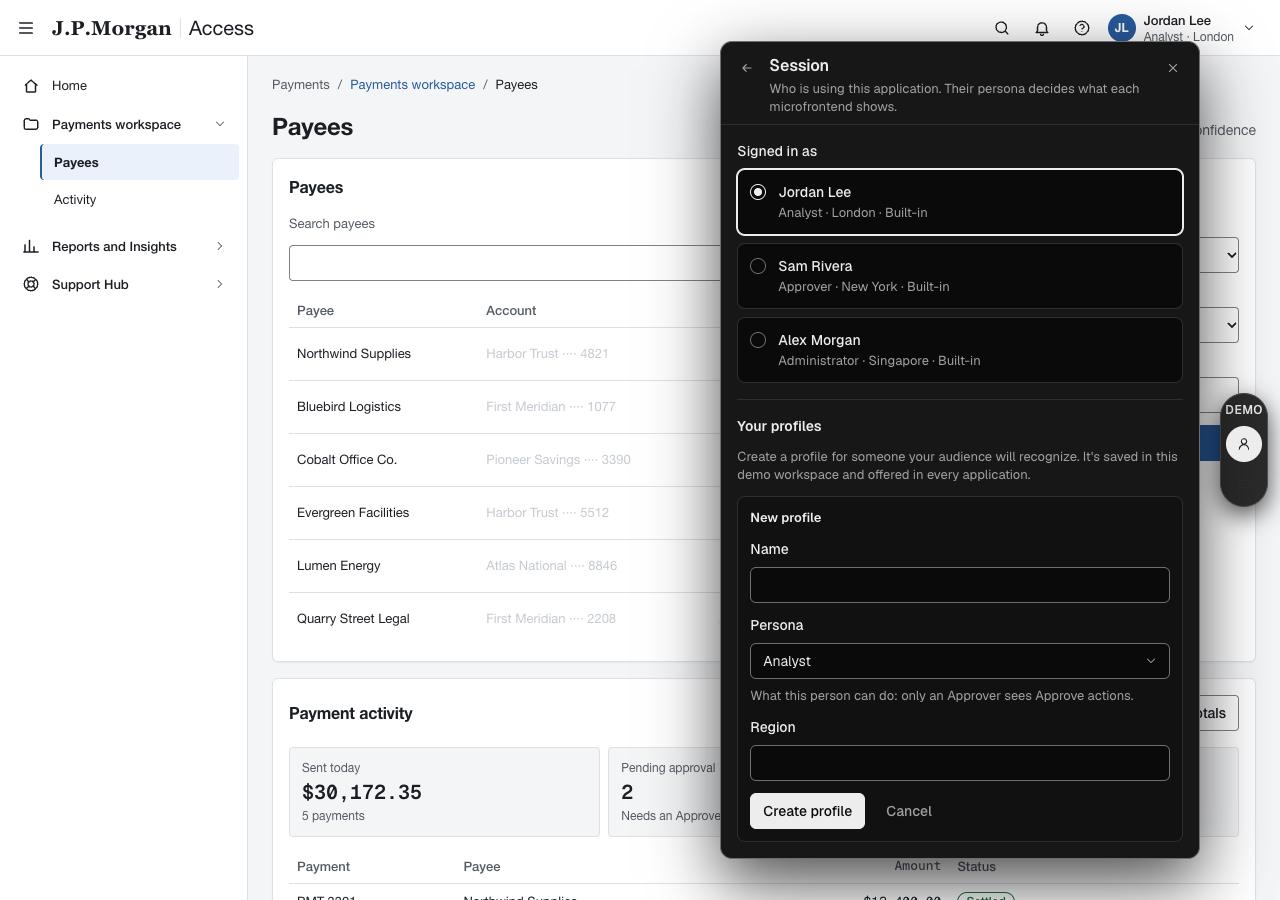 J.P.Morgan Access
JL
Jordan Lee
Analyst · London
Home
Payments workspace
Payees
Activity
Reports and Insights
Support Hub
Payments / Payments workspace / Payees
Payees
Payees
Search payees
Payee Account
Northwind Supplies Harbor Trust ···· 4821
Bluebird Logistics First Meridian ···· 1077
Cobalt Office Co. Pioneer Savings ···· 3390
Evergreen Facilities Harbor Trust ···· 5512
Lumen Energy Atlas National ···· 8846
Quarry Street Legal First Meridian ···· 2208
Payment activity
Sent today
$30,172.35
5 payments
Pending approval
2
Needs an Approve
Payment Payee Amount Status
Northwind Supplies
Settled
Session
Who is using this application. Their persona decides what each
microfrontend shows.
Signed in as
Jordan Lee
Analyst · London · Built-in
Sam Rivera
Approver · New York · Built-in
Alex Morgan
Administrator · Singapore · Built-in
Your profiles
Create a profile for someone your audience will recognize. It's saved in this
demo workspace and offered in every application.
New profile
Name
Persona
Analyst
What this person can do: only an Approver sees Approve actions.
Region
Create profile Cancel
DEMO